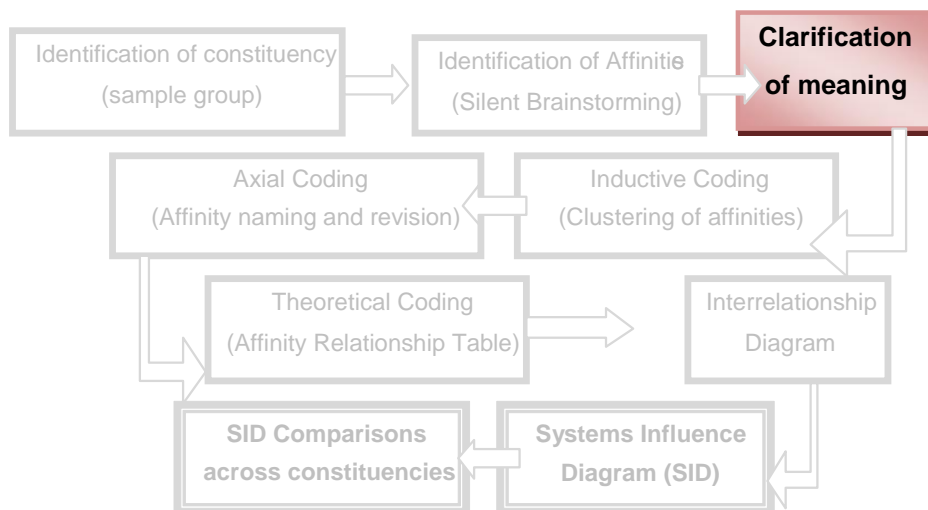 Identification of constituency
(sample group)
Identification of Affinitie
(Silent Brainstorming)
Clarification
of meaning
Inductive Coding
(Clustering of affinities)
Axial Coding
(Affinity naming and revision)
Theoretical Coding
(Affinity Relationship Table)
Interrelationship
Diagram
Systems Influence
Diagram (SID)
SID Comparisons
across constituencies